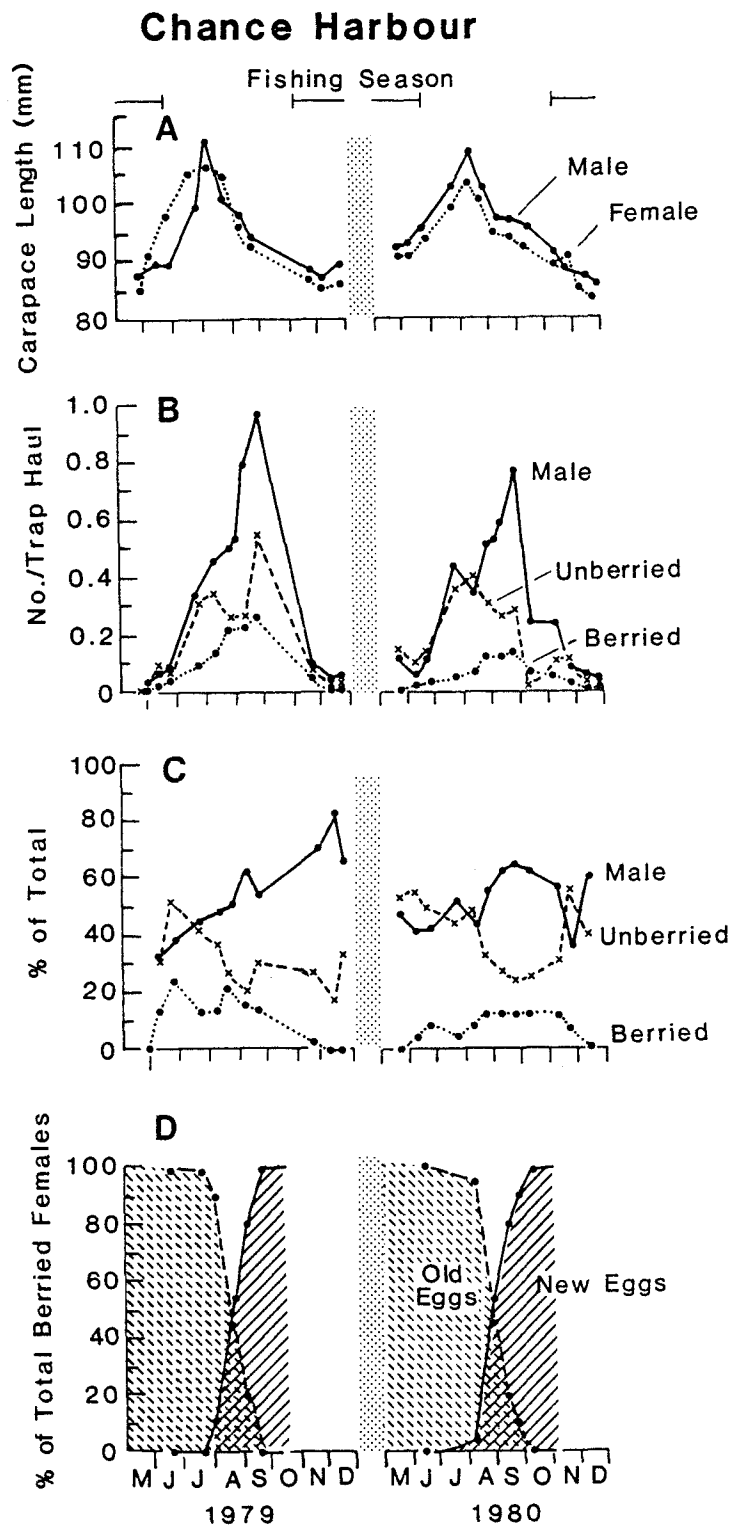 Chance Harbour
Fishing Season
A
Carapace Length (mm)
110
100
90
80
Male
Female
B
No./Trap Haul
1.0
0.8
0.6
0.4
0.2
0
Male
Unberried
Berried
C
% of Total
100
80
60
40
20
0
Male
Unberried
Berried
D
% of Total Berried Females
100
80
60
40
20
0
Old
Eggs
New Eggs
M J J A S O N D M J J A S O N D
1979 1980